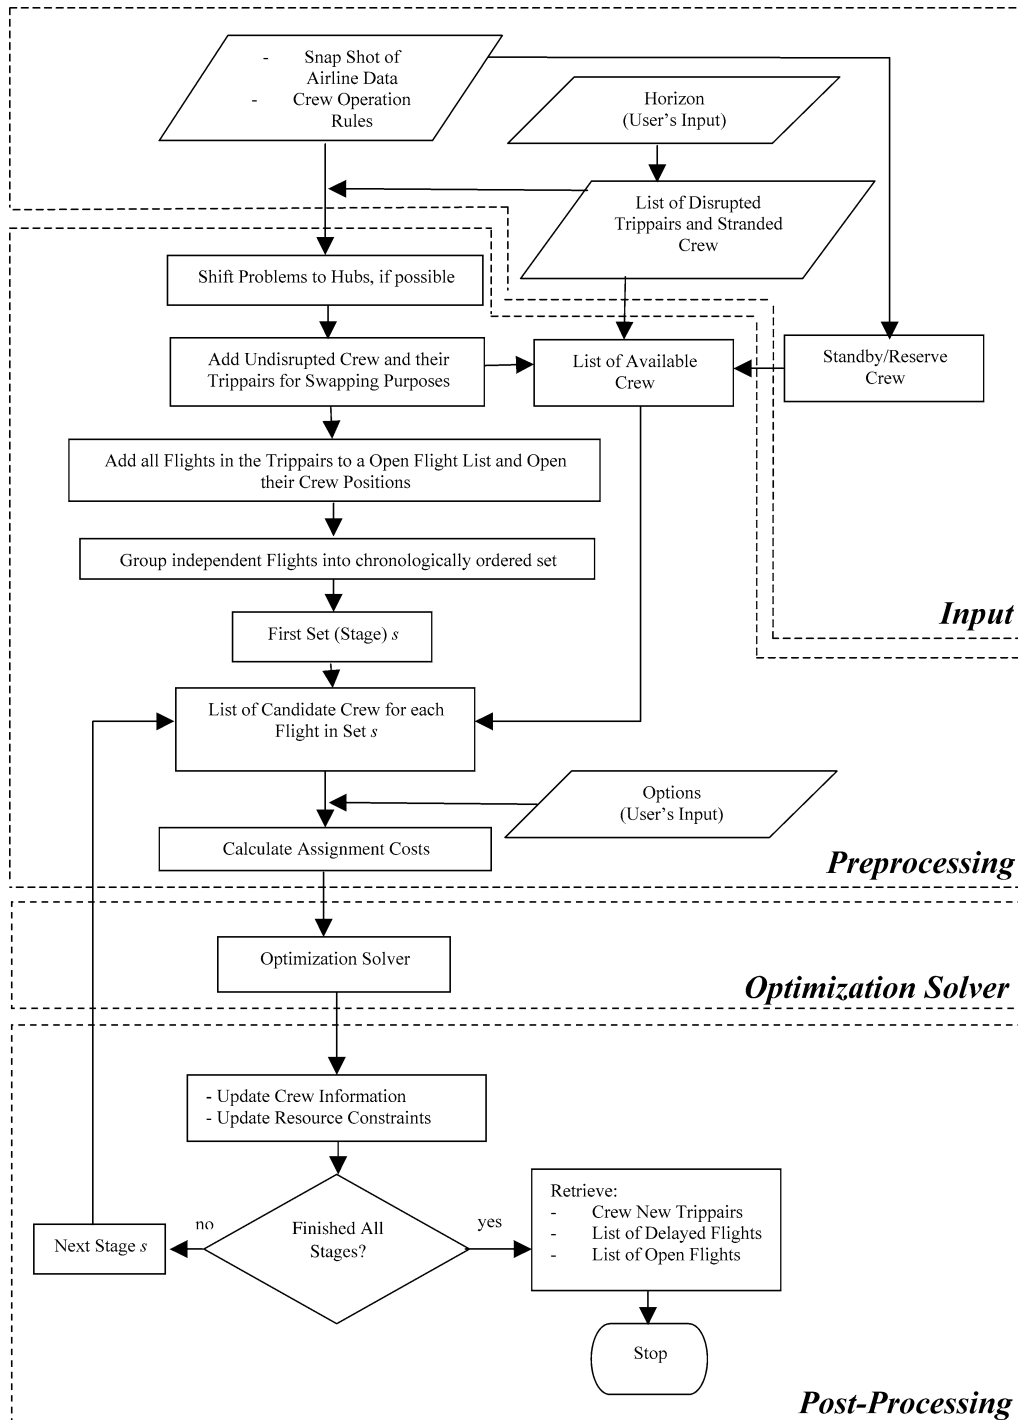 - Snap Shot of
Airline Data
- Crew Operation
Rules
Horizon
(User's Input)
List of Disrupted
Trippairs and Stranded
Crew
Shift Problems to Hubs, if possible
Add Undisrupted Crew and their
Trippairs for Swapping Purposes
List of Available
Crew
Standby/Reserve
Crew
Add all Flights in the Trippairs to a Open Flight List and Open
their Crew Positions
Group independent Flights into chronologically ordered set
Input
First Set (Stage) s
List of Candidate Crew for each
Flight in Set s
Options
(User's Input)
Calculate Assignment Costs
Preprocessing
Optimization Solver
Optimization Solver
- Update Crew Information
- Update Resource Constraints
Finished All
Stages?
no
yes
Next Stage s
Retrieve:
- Crew New Trippairs
- List of Delayed Flights
- List of Open Flights
Stop
Post-Processing